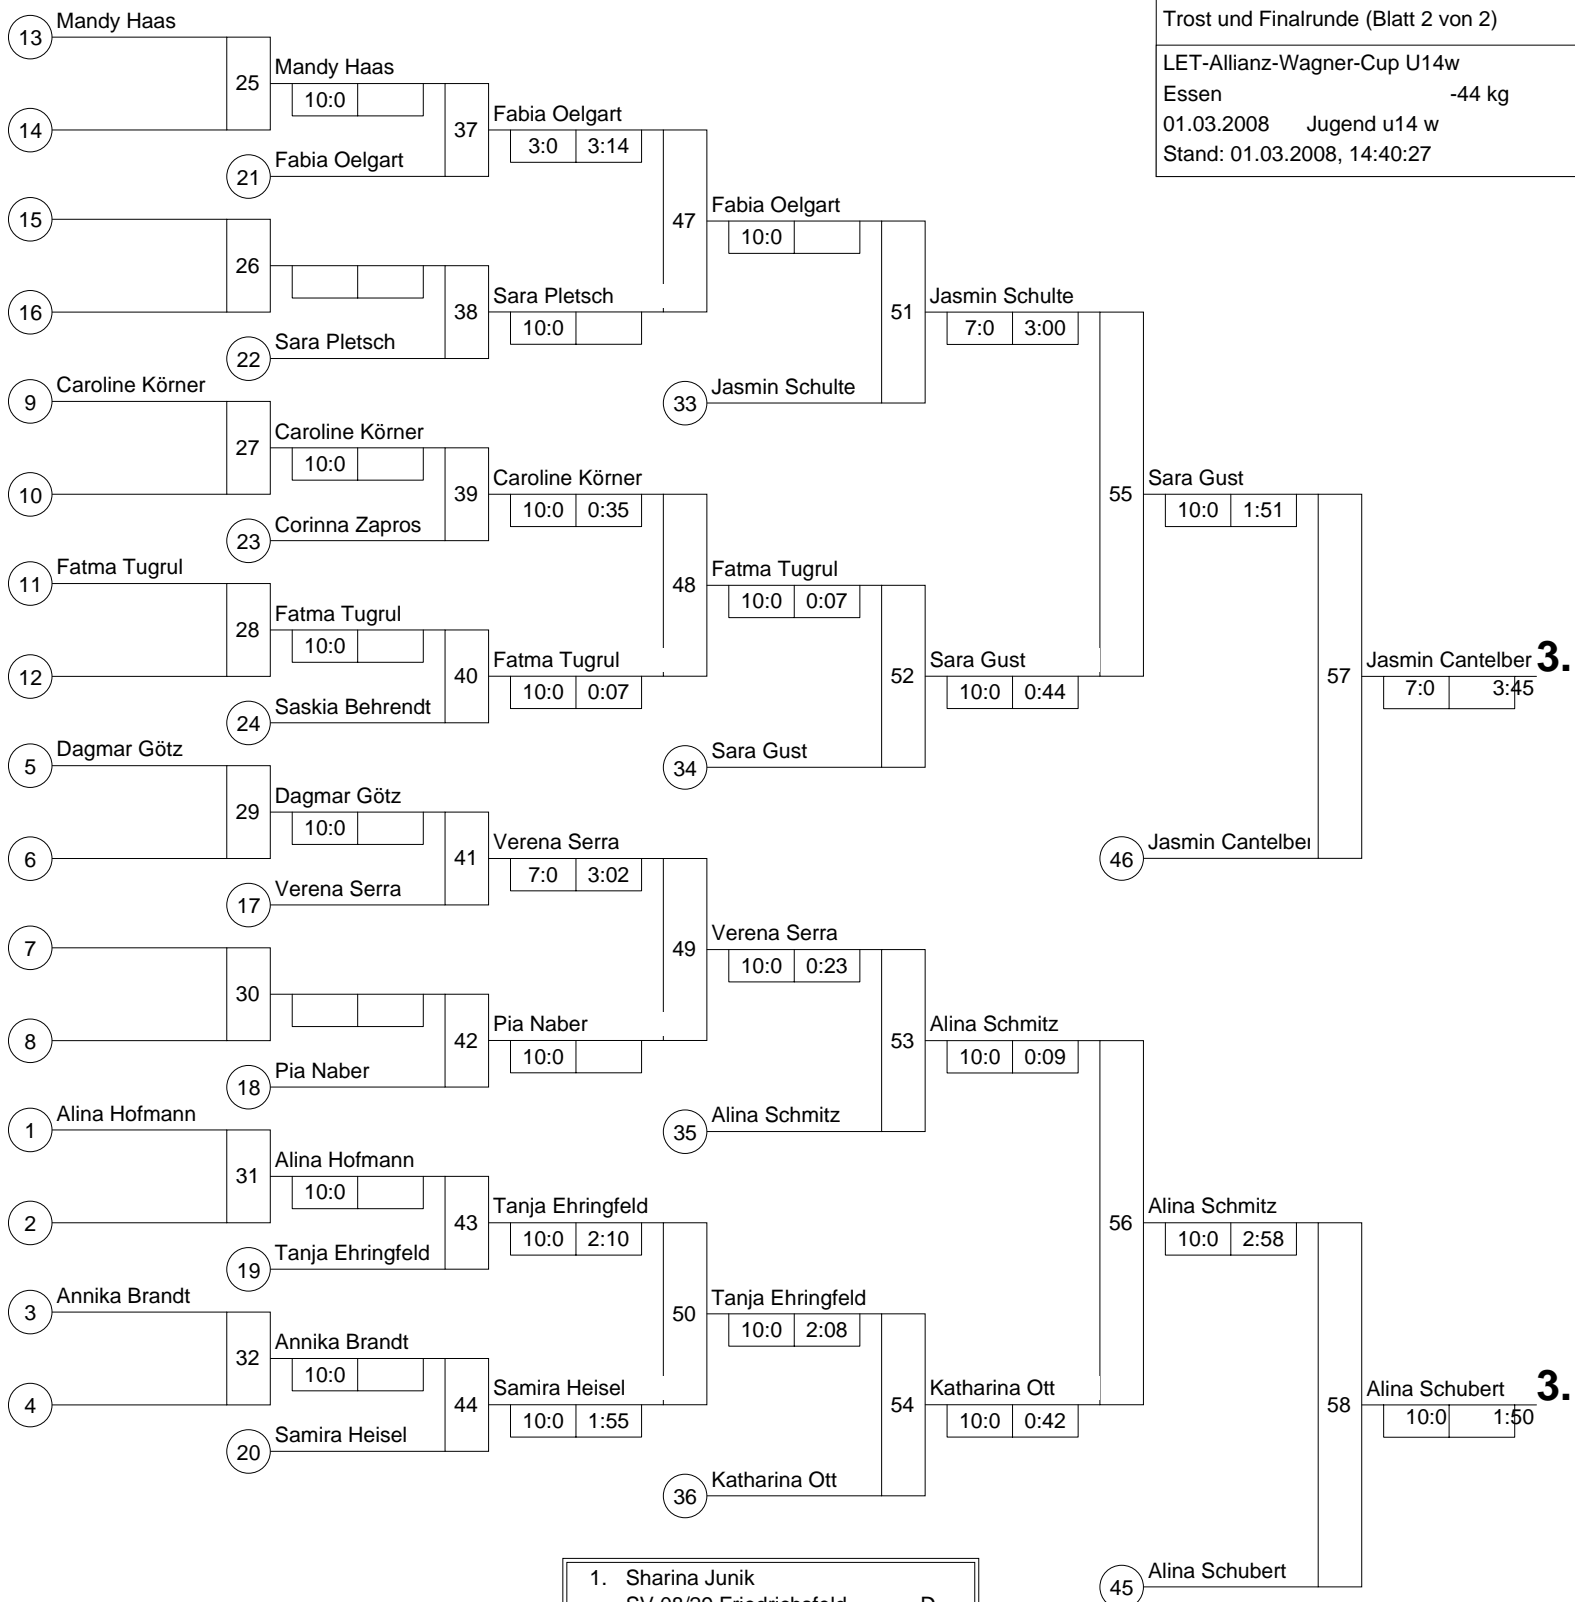 Trost und Finalrunde (Blatt 2 von 2)
LET-Allianz-Wagner-Cup U14w
Essen -44 kg
01.03.2008 Jugend u14 w
Stand: 01.03.2008, 14:40:27
13 Mandy Haas
14
25 Mandy Haas
10:0
21 Fabia Oelgart
37 Fabia Oelgart
3:0 3:14
15
16
26
22 Sara Pletsch
38 Sara Pletsch
10:0
47 Fabia Oelgart
10:0
33 Jasmin Schulte
51 Jasmin Schulte
7:0 3:00
9 Caroline Körner
10
27 Caroline Körner
10:0
23 Corinna Zapros
39 Caroline Körner
10:0 0:35
11 Fatma Tugrul
12
28 Fatma Tugrul
10:0
24 Saskia Behrendt
40 Fatma Tugrul
10:0 0:07
48 Fatma Tugrul
10:0 0:07
34 Sara Gust
52 Sara Gust
10:0 0:44
55 Sara Gust
10:0 1:51
46 Jasmin Cantelber
57 Jasmin Cantelber 3.
7:0 3:45
5 Dagmar Götz
6
29 Dagmar Götz
10:0
17 Verena Serra
41 Verena Serra
7:0 3:02
7
8
30
18 Pia Naber
42 Pia Naber
10:0
49 Verena Serra
10:0 0:23
35 Alina Schmitz
53 Alina Schmitz
10:0 0:09
1 Alina Hofmann
2
31 Alina Hofmann
10:0
19 Tanja Ehringfeld
43 Tanja Ehringfeld
10:0 2:10
3 Annika Brandt
4
32 Annika Brandt
10:0
20 Samira Heisel
44 Samira Heisel
10:0 1:55
50 Tanja Ehringfeld
10:0 2:08
36 Katharina Ott
54 Katharina Ott
10:0 0:42
56 Alina Schmitz
10:0 2:58
45 Alina Schubert
58 Alina Schubert 3.
10:0 1:50
1. Sharina Junik